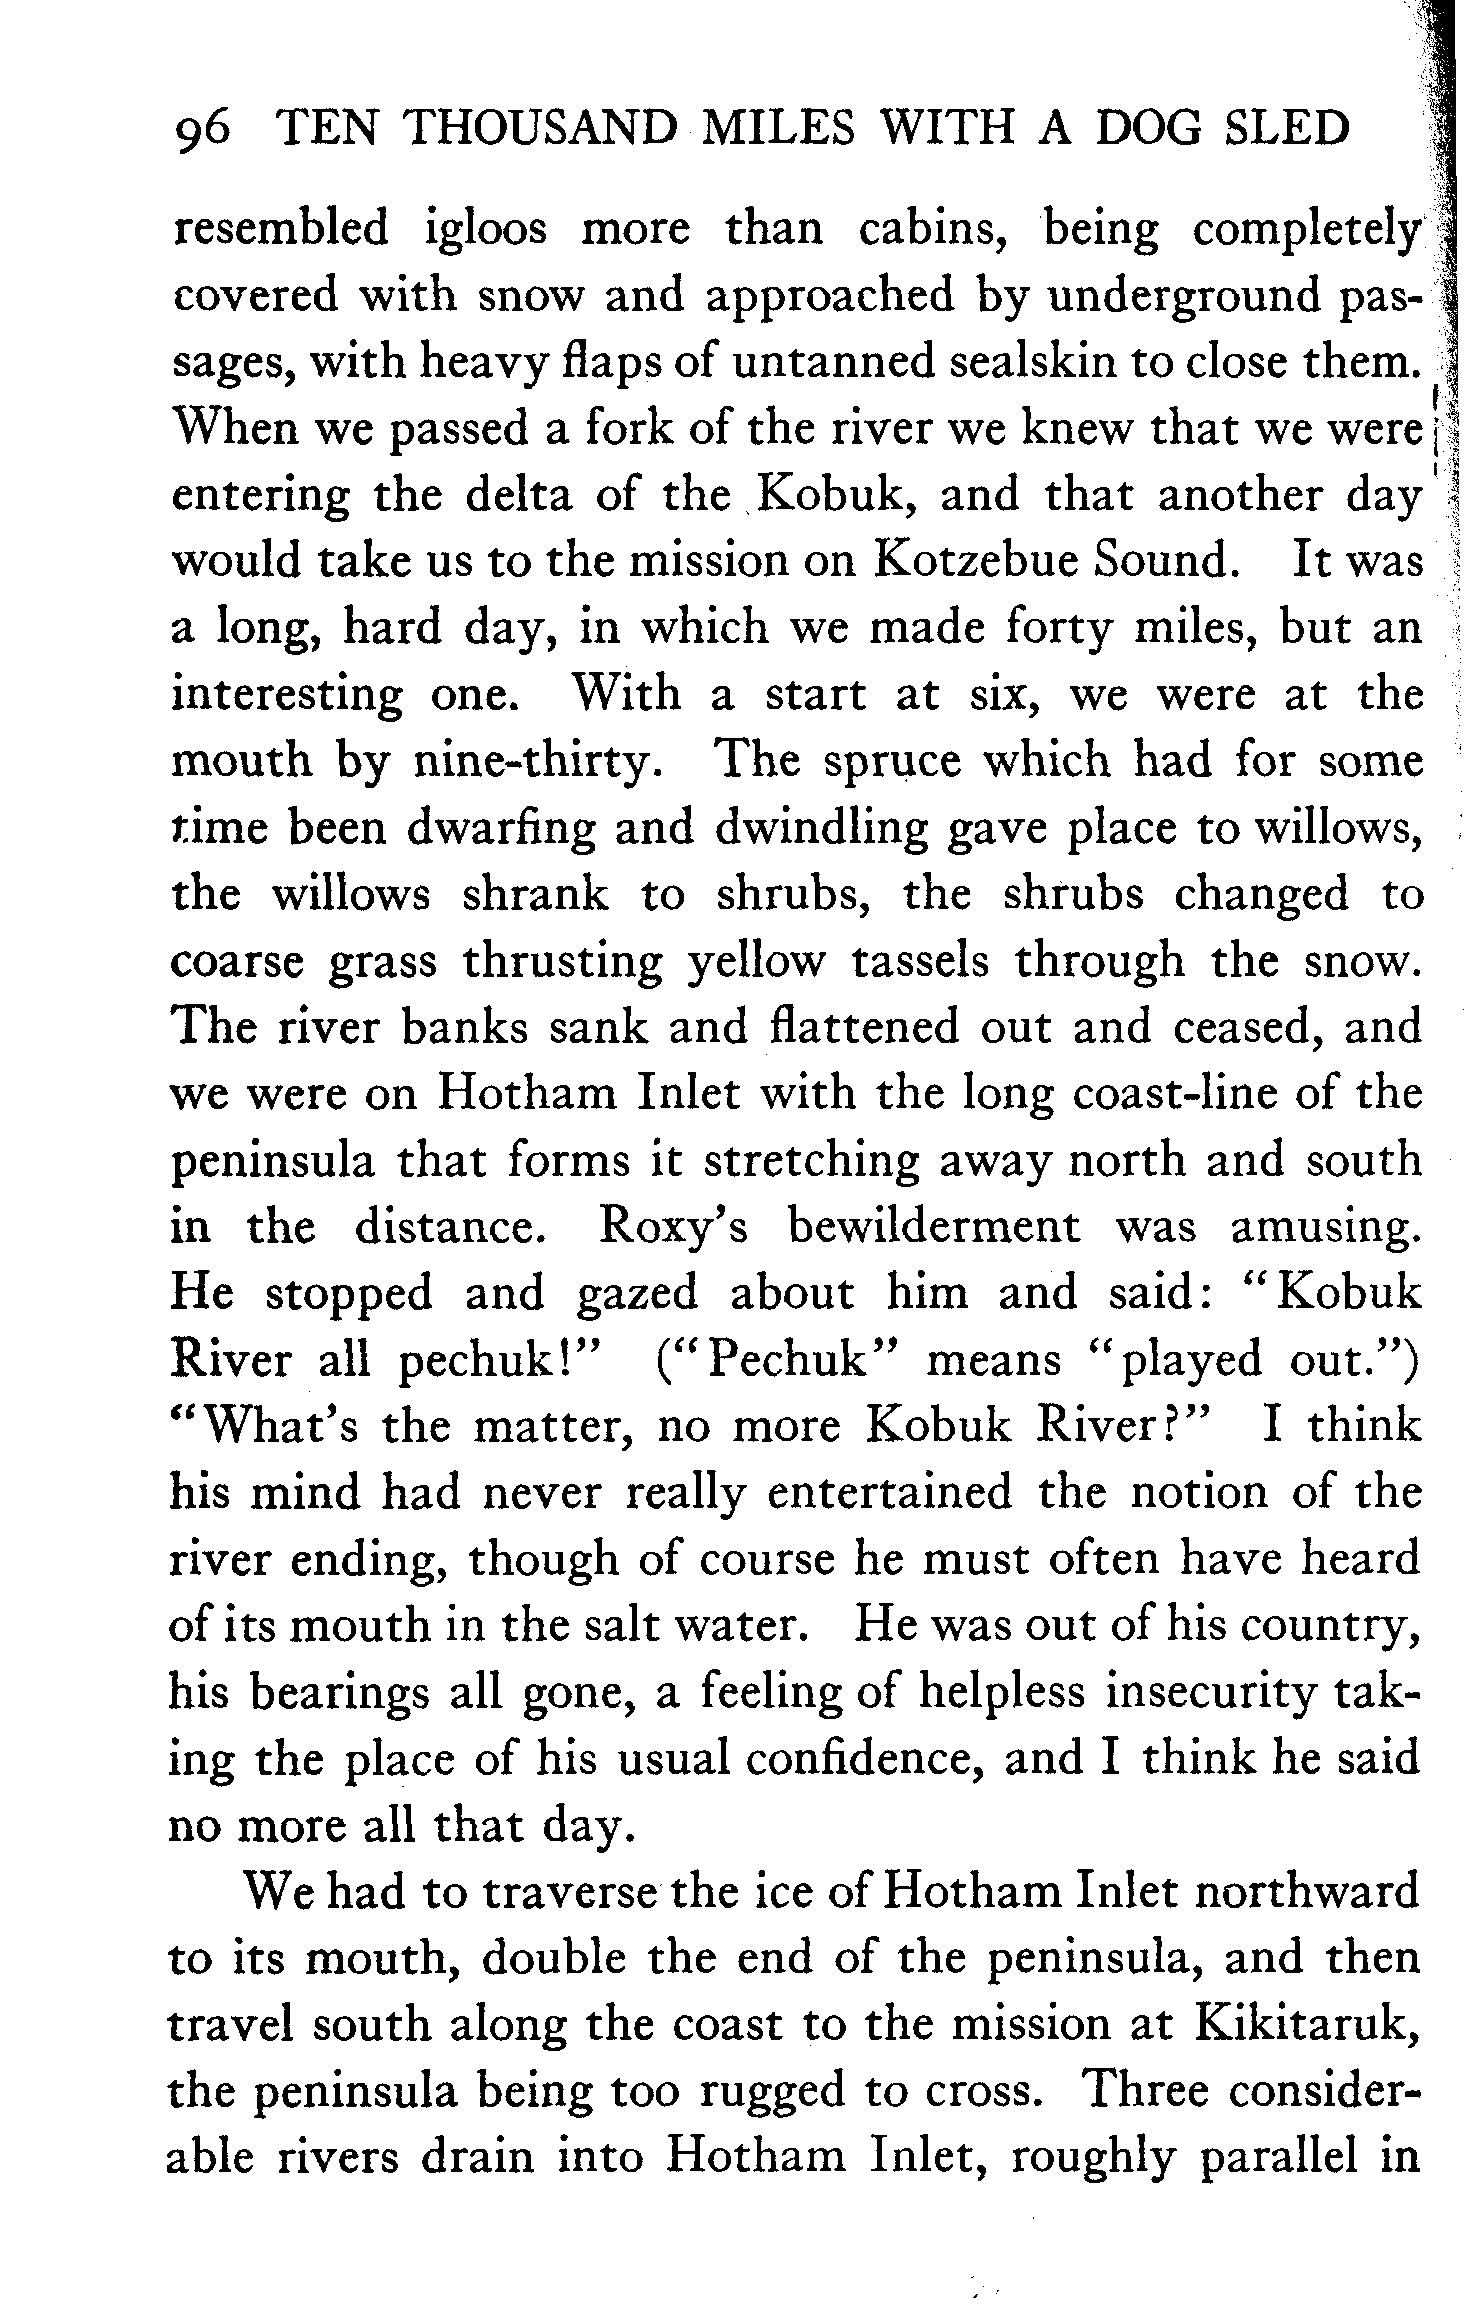 96 TEN THOUSAND MILES WITH A DOG SLED
resembled igloos more than cabins, being completely
covered with snow and approached by underground pas-
sages, with heavy flaps of untanned sealskin to close them.
When we passed a fork of the river we knew that we were
entering the delta of the Kobuk, and that another day
would take us to the mission on Kotzebue Sound. It was
a long, hard day, in which we made forty miles, but an
interesting one. With a start at six, we were at the
mouth by nine-thirty. The spruce which had for some
time been dwarfing and dwindling gave place to willows,
the willows shrank to shrubs, the shrubs changed to
coarse grass thrusting yellow tassels through the snow.
The river banks sank and flattened out and ceased, and
we were on Hotham Inlet with the long coast-line of the
peninsula that forms it stretching away north and south
in the distance. Roxy's bewilderment was amusing.
He stopped and gazed about him and said: "Kobuk
River all pechuk!" ("Pechuk" means "played out.")
"What's the matter, no more Kobuk River?" I think
his mind had never really entertained the notion of the
river ending, though of course he must often have heard
of its mouth in the salt water. He was out of his country,
his bearings all gone, a feeling of helpless insecurity tak-
ing the place of his usual confidence, and I think he said
no more all that day.
We had to traverse the ice of Hotham Inlet northward
to its mouth, double the end of the peninsula, and then
travel south along the coast to the mission at Kikitaruk,
the peninsula being too rugged to cross. Three consider-
able rivers drain into Hotham Inlet, roughly parallel in